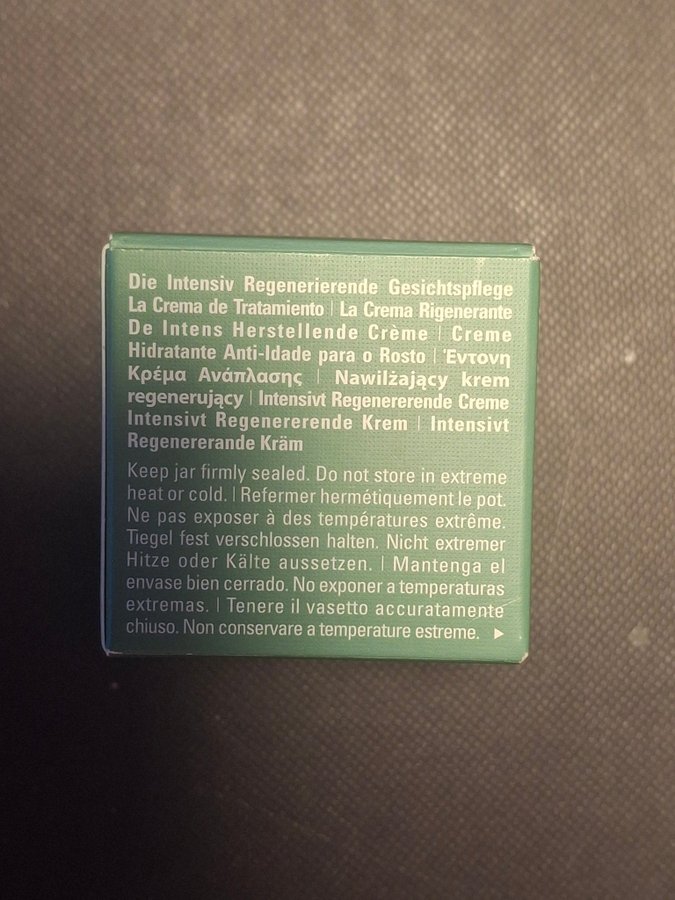 Die Intensiv Regenerierende Gesichtspflege
La Crema de Tratamiento | La Crema Rigenerante
De Intens Herstellende Crème | Creme
Hidratante Anti-Idade para o Rosto | Έντονη
Κρέμα Ανάπλασης | Nawilżający krem
regenerujący | Intensivt Regenererende Creme
Intensivt Regenererende Krem | Intensivt
Regenererande Kräm
Keep jar firmly sealed. Do not store in extreme
heat or cold. | Refermer hermétiquement le pot.
Ne pas exposer à des températures extrême.
Tiegel fest verschlossen halten. Nicht extremer
Hitze oder Kälte aussetzen. | Mantenga el
envase bien cerrado. No exponer a temperaturas
extremas. | Tenere il vasetto accuratamente
chiuso. Non conservare a temperature estreme. ►